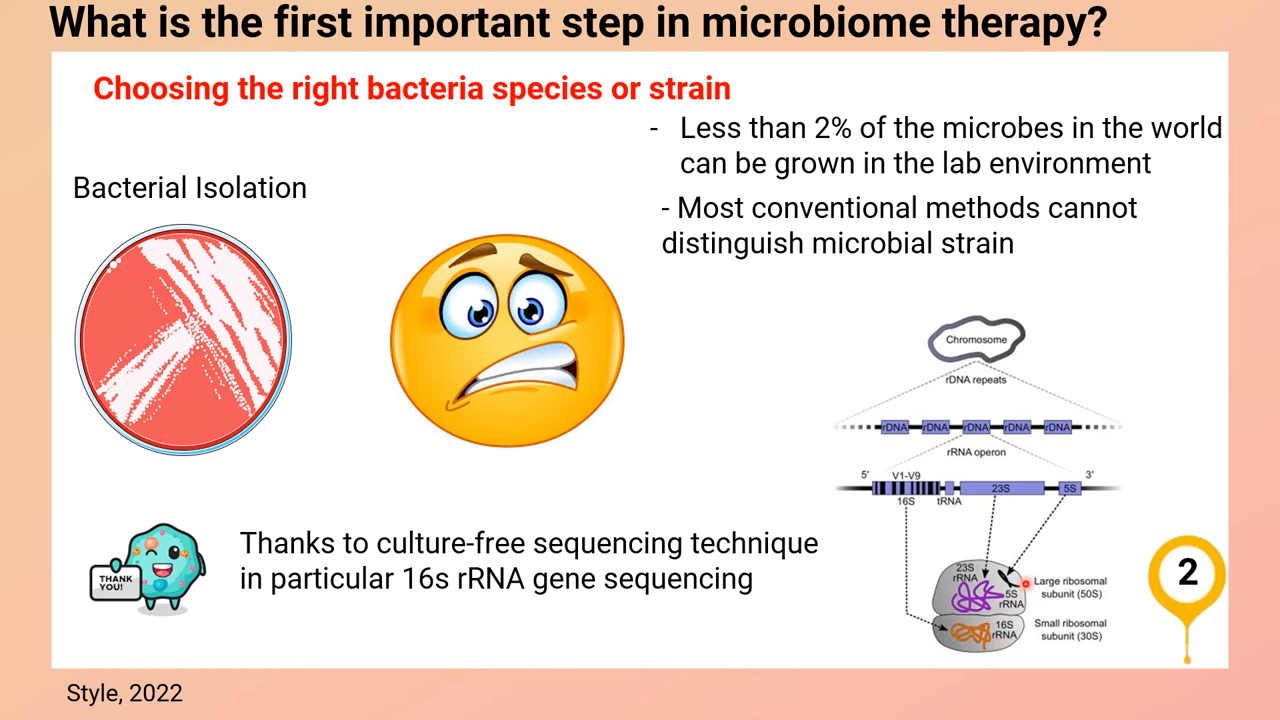 What is the first important step in microbiome therapy?
Choosing the right bacteria species or strain
- Less than 2% of the microbes in the world
can be grown in the lab environment
- Most conventional methods cannot
distinguish microbial strain
Bacterial Isolation
Chromosome
rDNA repeats
rDNA rDNA rDNA rDNA rDNA
rRNA operon
5' 3'
V1-V9
23S 5S
16S tRNA
THANK
YOU!
Thanks to culture-free sequencing technique
in particular 16s rRNA gene sequencing
23S
rRNA
5S
rRNA
Large ribosomal
subunit (50S)
16S
rRNA
Small ribosomal
subunit (30S)
2
Style, 2022